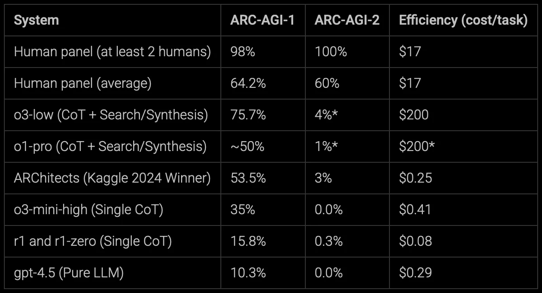 System ARC-AGI-1 ARC-AGI-2 Efficiency (cost/task)
Human panel (at least 2 humans) 98% 100% $17
Human panel (average) 64.2% 60% $17
o3-low (CoT + Search/Synthesis) 75.7% 4%* $200
o1-pro (CoT + Search/Synthesis) ~50% 1%* $200*
ARChitects (Kaggle 2024 Winner) 53.5% 3% $0.25
o3-mini-high (Single CoT) 35% 0.0% $0.41
r1 and r1-zero (Single CoT) 15.8% 0.3% $0.08
gpt-4.5 (Pure LLM) 10.3% 0.0% $0.29